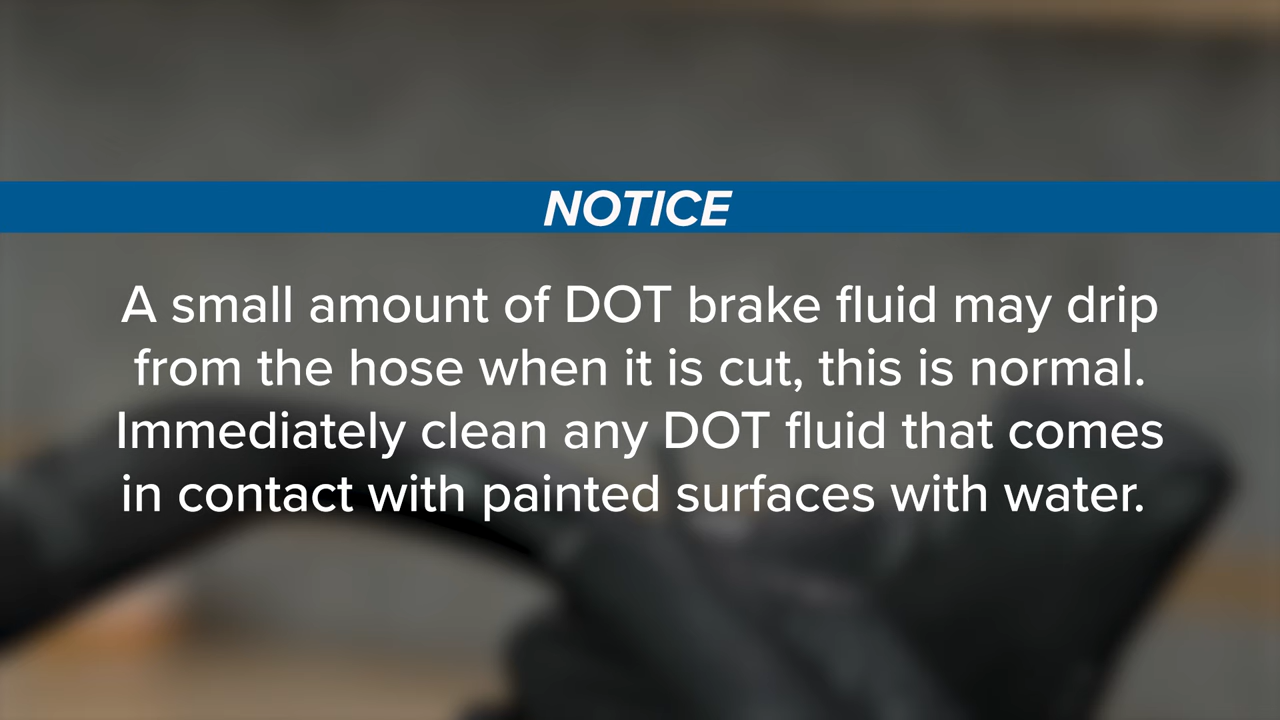 NOTICE
A small amount of DOT brake fluid may drip
from the hose when it is cut, this is normal.
Immediately clean any DOT fluid that comes
in contact with painted surfaces with water.